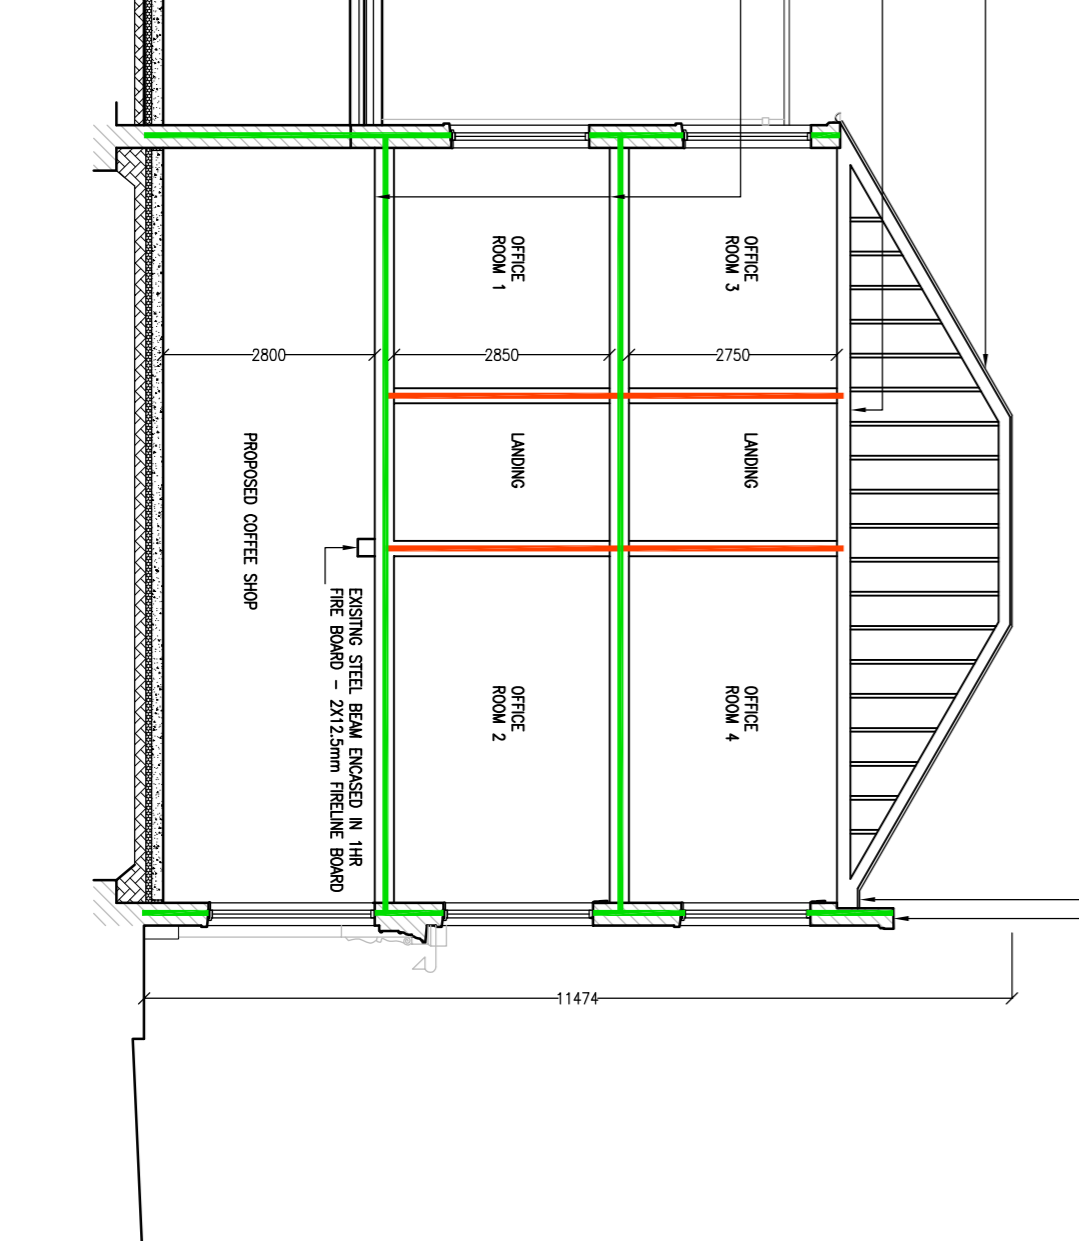 OFFICE
ROOM 3
OFFICE
ROOM 1
2800
2850
2750
LANDING
LANDING
PROPOSED COFFEE SHOP
EXISITNG STEEL BEAM ENCASED IN 1HR
FIRE BOARD - 2X12.5mm FIRELINE BOARD
OFFICE
ROOM 4
OFFICE
ROOM 2
11474